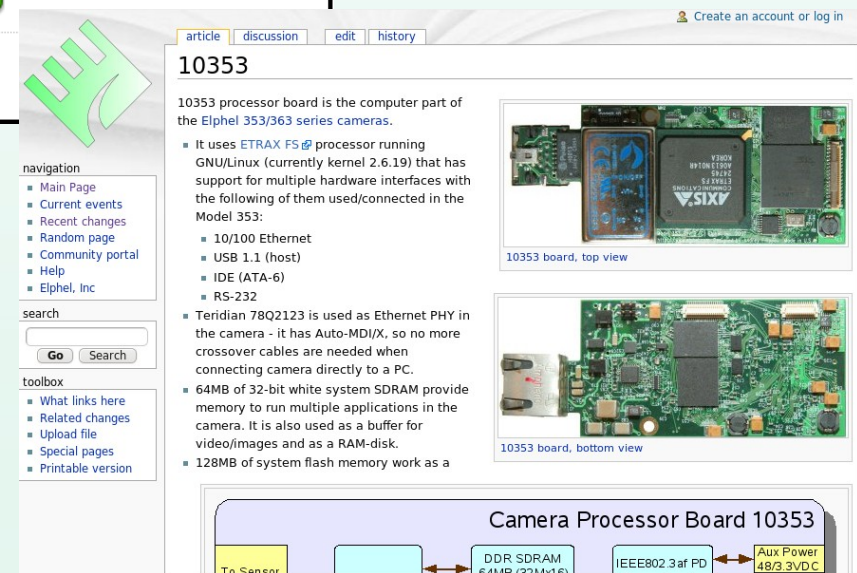 Create an account or log in
article discussion edit history
10353
10353 processor board is the computer part of
the Elphel 353/363 series cameras.
It uses ETRAX FS processor running
GNU/Linux (currently kernel 2.6.19) that has
support for multiple hardware interfaces with
the following of them used/connected in the
Model 353:
10/100 Ethernet
USB 1.1 (host)
IDE (ATA-6)
RS-232
Teridian 78Q2123 is used as Ethernet PHY in
the camera - it has Auto-MDI/X, so no more
crossover cables are needed when
connecting camera directly to a PC.
64MB of 32-bit white system SDRAM provide
memory to run multiple applications in the
camera. It is also used as a buffer for
video/images and as a RAM-disk.
128MB of system flash memory work as a
navigation
Main Page
Current events
Recent changes
Random page
Community portal
Help
Elphel, Inc
search
Go Search
toolbox
What links here
Related changes
Upload file
Special pages
Printable version
AXIS
COMMUNICATIONS
ETRAX FS
24745
KOREA
10353 board, top view
10353 board, bottom view
Camera Processor Board 10353
To Sensor
DDR SDRAM
64MB (32Mx16)
IEEE802.3af PD
Aux Power
48/3.3VDC